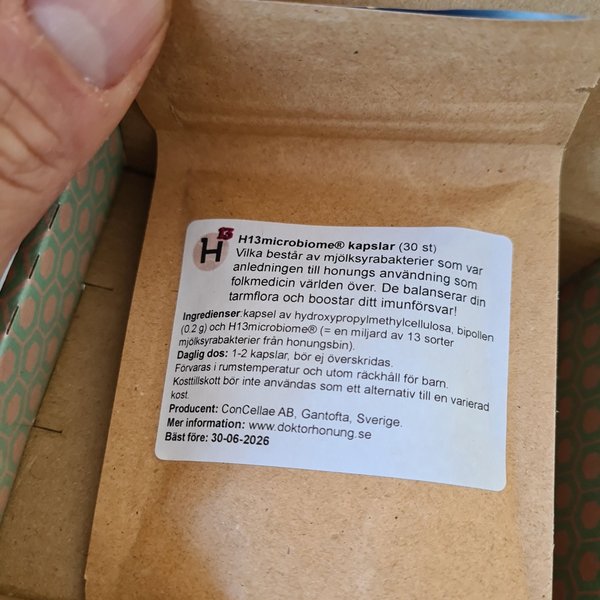 H13
H13microbiome® kapslar (30 st)
Vilka består av mjölksyrabakterier som var
anledningen till honungs användning som
folkmedicin världen över. De balanserar din
tarmflora och boostar ditt imunförsvar!
Ingredienser:kapsel av hydroxypropylmethylcellulosa, bipollen
(0.2 g) och H13microbiome® (= en miljard av 13 sorter
mjölksyrabakterier från honungsbin).
Daglig dos: 1-2 kapslar, bör ej överskridas.
Förvaras i rumstemperatur och utom räckhåll för barn.
Kosttillskott bör inte användas som ett alternativ till en varierad
kost.
Producent: ConCellae AB, Gantofta, Sverige.
Mer information: www.doktorhonung.se
Bäst före: 30-06-2026